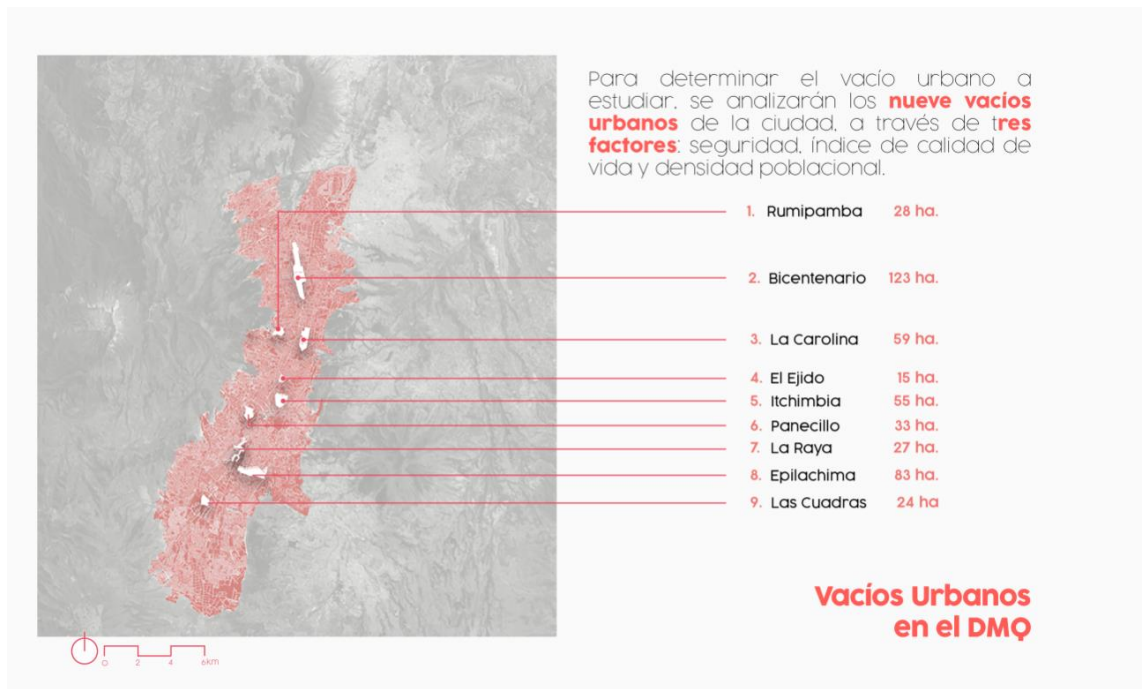 Para determinar el vacío urbano a
estudiar, se analizarán los nueve vacíos
urbanos de la ciudad, a través de tres
factores: seguridad, índice de calidad de
vida y densidad poblacional.
1. Rumipamba 28 ha.
2. Bicentenario 123 ha.
3. La Carolina 59 ha.
4. El Ejido 15 ha.
5. Itchimbia 55 ha.
6. Panecillo 33 ha.
7. La Raya 27 ha.
8. Epilachima 83 ha.
9. Las Cuadras 24 ha
Vacíos Urbanos
en el DMQ
0 2 4 6km